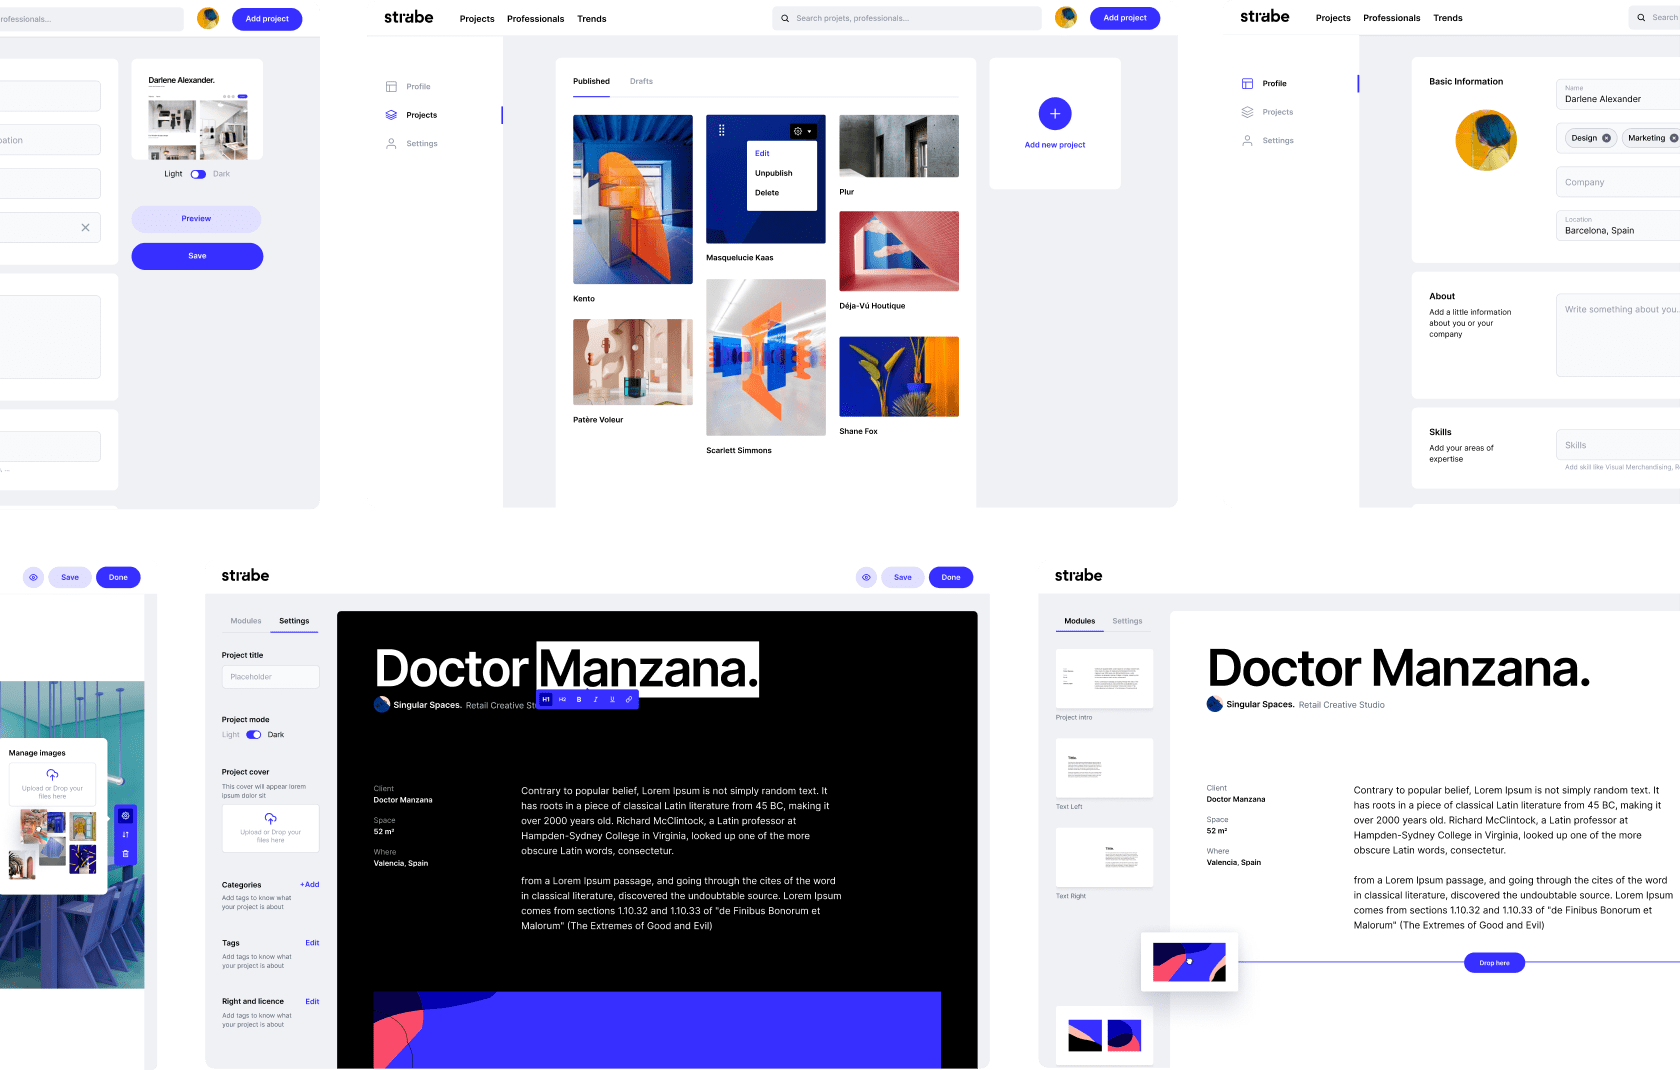 rofessionals...
Add project
Darlene Alexander.
ation
Light
Dark
Preview
Save
strabe
Projects
Professionals
Trends
Search projets, professionals...
Add project
Profile
Projects
Settings
Published
Drafts
Edit
Unpublish
Delete
Kento
Masquelucie Kaas
Plur
Déja-Vú Houtique
Patère Voleur
Scarlett Simmons
Shane Fox
Add new project
strabe
Projects
Professionals
Trends
Search
Profile
Projects
Settings
Basic Information
Name
Darlene Alexander
Design
Marketing
Company
Location
Barcelona, Spain
About
Add a little information
about you or your
company
Write something about you...
Skills
Add your areas of
expertise
Skills
Add skill like Visual Merchandising, R
Save
Done
Manage images
Upload or Drop your
files here
strabe
Save
Done
Modules
Settings
Project title
Placeholder
Project mode
Light
Dark
Project cover
This cover will appear lorem
ipsum dolor sit
Upload or Drop your
files here
Categories
+Add
Add tags to know what
your project is about
Tags
Edit
Add tags to know what
your project is about
Right and licence
Edit
Add tags to know what
your project is about
Doctor Manzana.
H1 H2 B I U
Singular Spaces. Retail Creative Stu
Client
Doctor Manzana
Space
52 m²
Where
Valencia, Spain
Contrary to popular belief, Lorem Ipsum is not simply random text. It
has roots in a piece of classical Latin literature from 45 BC, making it
over 2000 years old. Richard McClintock, a Latin professor at
Hampden-Sydney College in Virginia, looked up one of the more
obscure Latin words, consectetur.
from a Lorem Ipsum passage, and going through the cites of the word
in classical literature, discovered the undoubtable source. Lorem Ipsum
comes from sections 1.10.32 and 1.10.33 of "de Finibus Bonorum et
Malorum" (The Extremes of Good and Evil)
strabe
Modules
Settings
Project Intro
Title
Text Left
Title
Text Right
Doctor Manzana.
Singular Spaces. Retail Creative Studio
Client
Doctor Manzana
Space
52 m²
Where
Valencia, Spain
Contrary to popular belief, Lorem Ipsum is not simply random text. It
has roots in a piece of classical Latin literature from 45 BC, making it
over 2000 years old. Richard McClintock, a Latin professor at
Hampden-Sydney College in Virginia, looked up one of the more
obscure Latin words, consectetur.
from a Lorem Ipsum passage, and going through the cites of the word
in classical literature, discovered the undoubtable source. Lorem Ipsum
comes from sections 1.10.32 and 1.10.33 of "de Finibus Bonorum et
Malorum" (The Extremes of Good and Evil)
Drop here